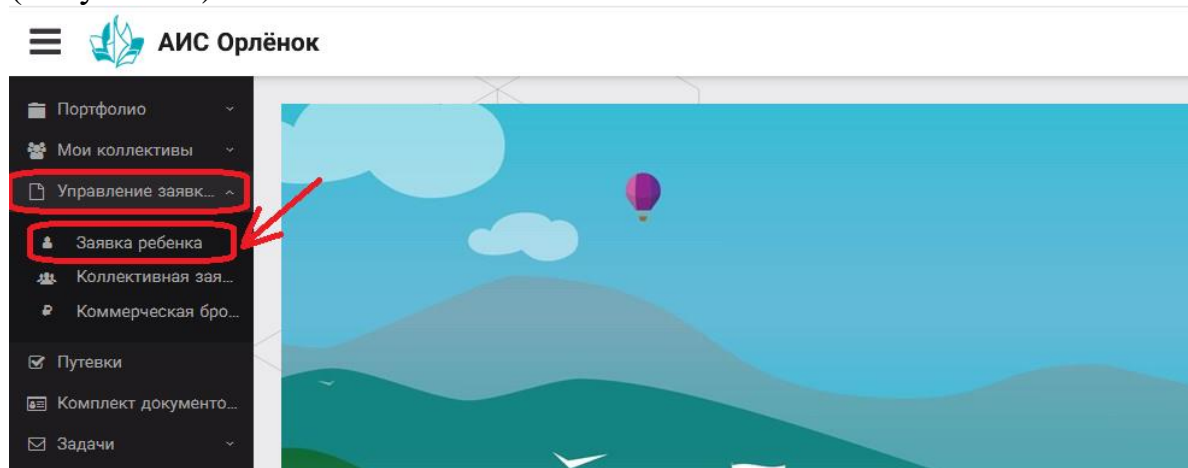 АИС Орлёнок
Портфолио
Мои коллективы
Управление заявк...
Заявка ребенка
Коллективная зая...
Коммерческая бро...
Путевки
Комплект документо...
Задачи